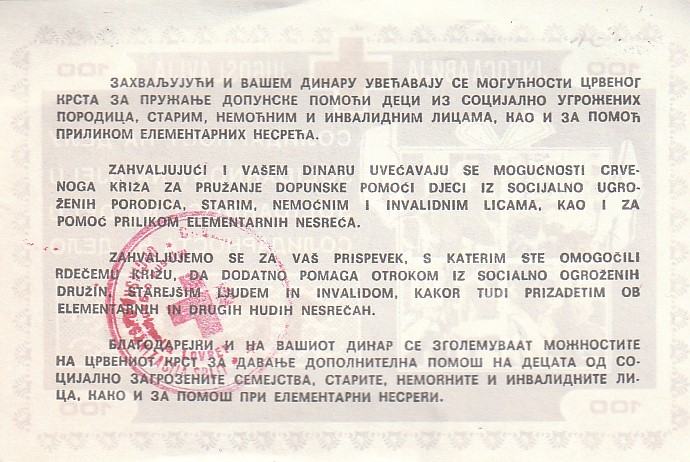 ЗАХВАЉУЈУЋИ И ВАШЕМ ДИНАРУ УВЕЋАВАЈУ СЕ МОГУЋНОСТИ ЦРВЕНОГ
КРСТА ЗА ПРУЖАЊЕ ДОПУНСКЕ ПОМОЋИ ДЕЦИ ИЗ СОЦИЈАЛНО УГРОЖЕНИХ
ПОРОДИЦА, СТАРИМ, НЕМОЋНИМ И ИНВАЛИДНИМ ЛИЦАМА, КАО И ЗА ПОМОЋ
ПРИЛИКОМ ЕЛЕМЕНТАРНИХ НЕСРЕЋА.
ZAHVALJUJUĆI I VAŠEM DINARU UVEĆAVAJU SE MOGUĆNOSTI CRVE-
NOGA KRIŽA ZA PRUŽANJE DOPUNSKE POMOĆI DJECI IZ SOCIJALNO UGRO-
ŽENIH PORODICA, STARIM, NEMOĆNIM I INVALIDNIM LICAMA, KAO I ZA
POMOĆ PRILIKOM ELEMENTARNIH NESREĆA.
ZAHVALJUJEMO SE ZA VAŠ PRISPEVEK, S KATERIM STE OMOGOČILI
RDEČEMU KRIŽU, DA DODATNO POMAGA OTROKOM IZ SOCIALNO OGROŽENIH
DRUŽIN, STAREJŠIM LJUDEM IN INVALIDOM, KAKOR TUDI PRIZADETIM OB
ELEMENTARNIH IN DRUGIH HUDIH NESREČAH.
БЛАГОДАРЕЈЌИ И НА ВАШИОТ ДИНАР СЕ ЗГОЛЕМУВААТ МОЖНОСТИТЕ
НА ЦРВЕНИОТ КРСТ ЗА ДАВАЊЕ ДОПОЛНИТЕЛНА ПОМОШ НА ДЕЦАТА ОД СО-
ЦИЈАЛНО ЗАГРОЗЕНИТЕ СЕМЕЈСТВА, СТАРИТЕ, НЕМОЌНИТЕ И ИНВАЛИДНИТЕ ЛИ-
ЦА, КАКО И ЗА ПОМОШ ПРИ ЕЛЕМЕНТАРНИ НЕСРЕЌИ.
SPLIT